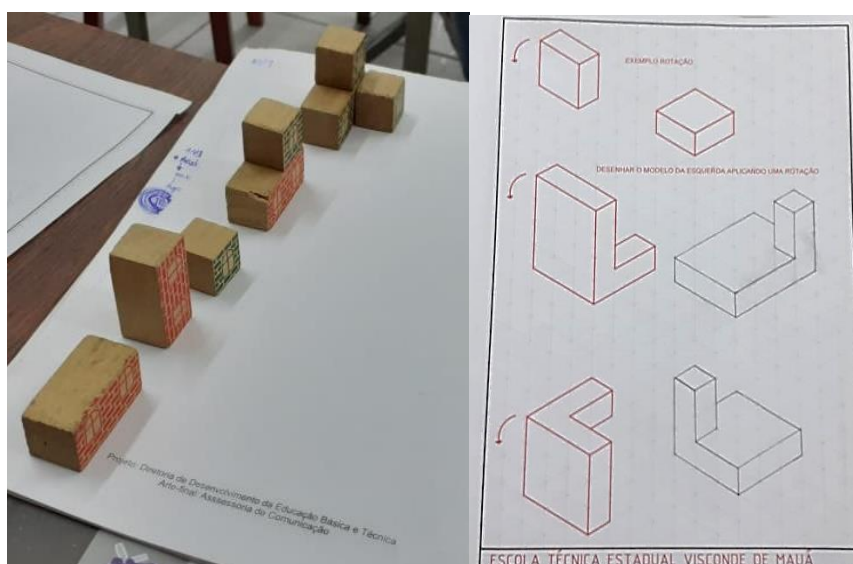 Projeto: Diretoria de Desenvolvimento da Educação Básica e Técnica
Arte-final: Asssessoria de Comunicação
EXEMPLO ROTAÇÃO
DESENHAR O MODELO DA ESQUERDA APLICANDO UMA ROTAÇÃO
ESCOLA TÉCNICA ESTADUAL VISCONDE DE MAUÁ